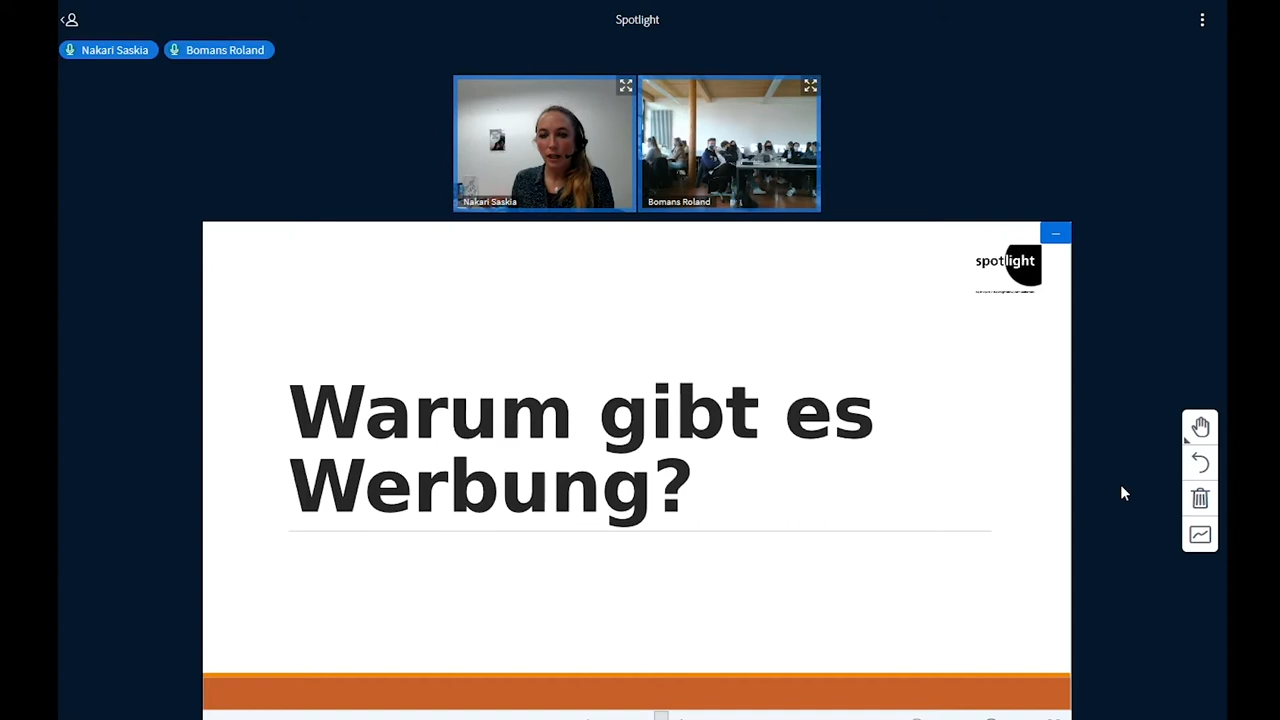 Spotlight
Nakari Saskia
Bomans Roland
Nakari Saskia
Bomans Roland
spotlight
Warum gibt es
Werbung?